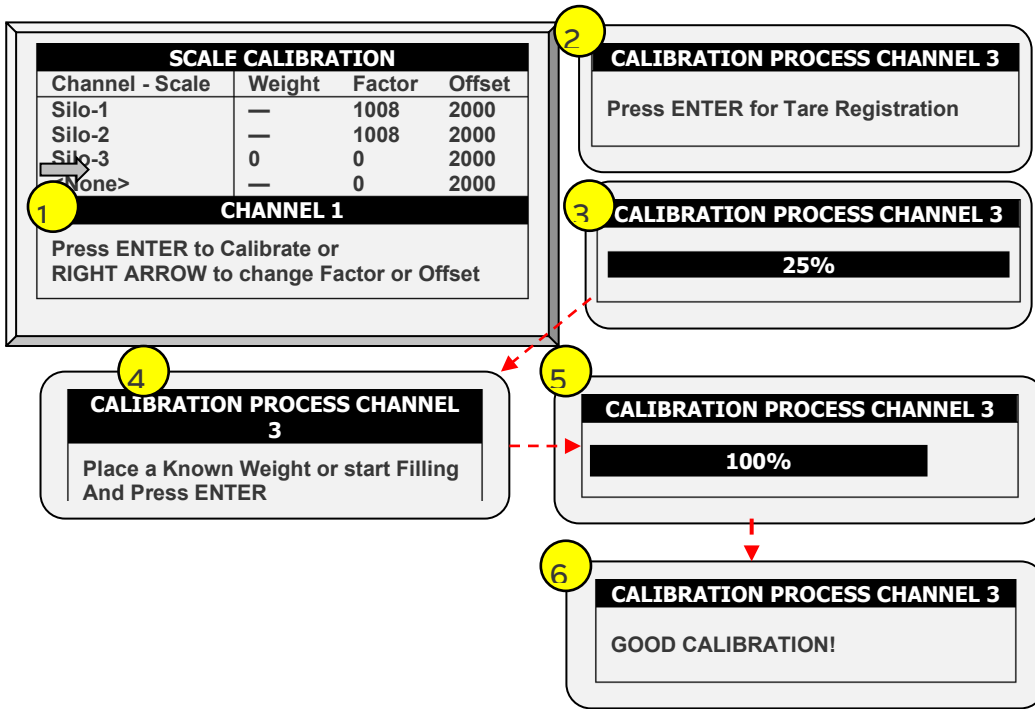 SCALE CALIBRATION
Channel - Scale Weight Factor Offset
Silo-1 — 1008 2000
Silo-2 — 1008 2000
Silo-3 0 0 2000
<None> — 0 2000
1
CHANNEL 1
Press ENTER to Calibrate or
RIGHT ARROW to change Factor or Offset
2
CALIBRATION PROCESS CHANNEL 3
Press ENTER for Tare Registration
3
CALIBRATION PROCESS CHANNEL 3
25%
4
CALIBRATION PROCESS CHANNEL
3
Place a Known Weight or start Filling
And Press ENTER
5
CALIBRATION PROCESS CHANNEL 3
100%
6
CALIBRATION PROCESS CHANNEL 3
GOOD CALIBRATION!